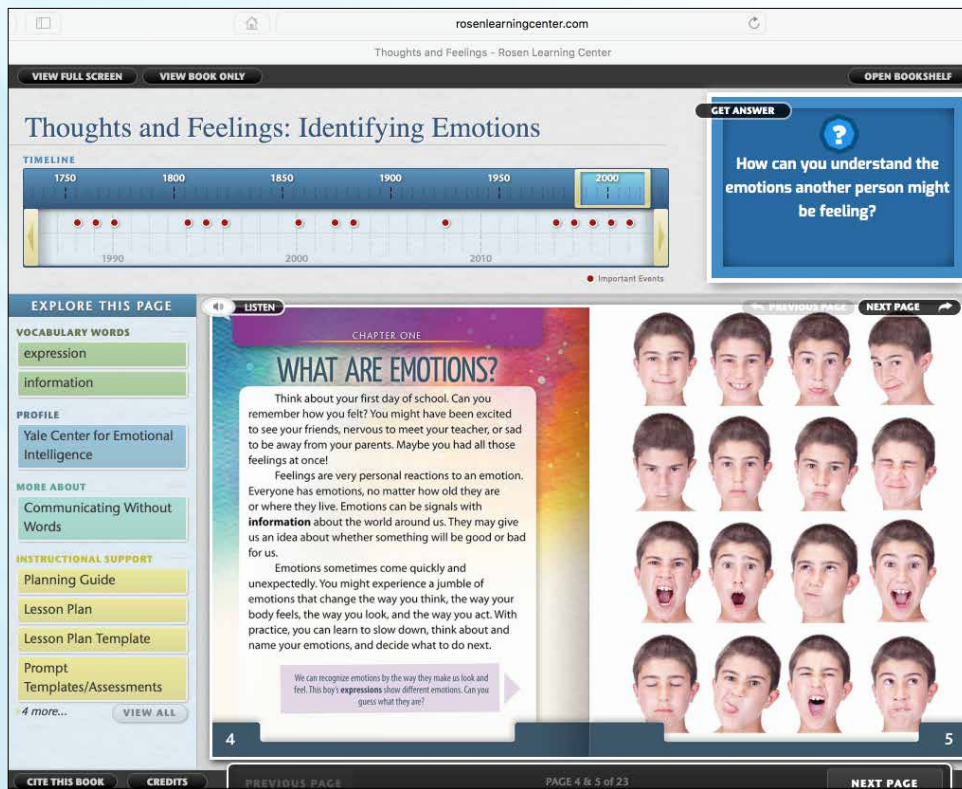 rosenlearningcenter.com
Thoughts and Feelings - Rosen Learning Center
VIEW FULL SCREEN
VIEW BOOK ONLY
OPEN BOOKSHELF
Thoughts and Feelings: Identifying Emotions
TIMELINE
1750 1800 1850 1900 1950 2000
1990 2000 2010
Important Events
GET ANSWER
?
How can you understand the
emotions another person might
be feeling?
EXPLORE THIS PAGE
VOCABULARY WORDS
expression
information
PROFILE
Yale Center for Emotional
Intelligence
MORE ABOUT
Communicating Without
Words
INSTRUCTIONAL SUPPORT
Planning Guide
Lesson Plan
Lesson Plan Template
Prompt
Templates/Assessments
4 more...
VIEW ALL
LISTEN
PREVIOUS PAGE
NEXT PAGE
CHAPTER ONE
WHAT ARE EMOTIONS?
Think about your first day of school. Can you
remember how you felt? You might have been excited
to see your friends, nervous to meet your teacher, or sad
to be away from your parents. Maybe you had all those
feelings at once!
Feelings are very personal reactions to an emotion.
Everyone has emotions, no matter how old they are
or where they live. Emotions can be signals with
information about the world around us. They may give
us an idea about whether something will be good or bad
for us.
Emotions sometimes come quickly and
unexpectedly. You might experience a jumble of
emotions that change the way you think, the way your
body feels, the way you look, and the way you act. With
practice, you can learn to slow down, think about and
name your emotions, and decide what to do next.
We can recognize emotions by the way they make us look and
feel. This boy's expressions show different emotions. Can you
guess what they are?
4
5
CITE THIS BOOK
CREDITS
PREVIOUS PAGE
PAGE 4 & 5 of 23
NEXT PAGE